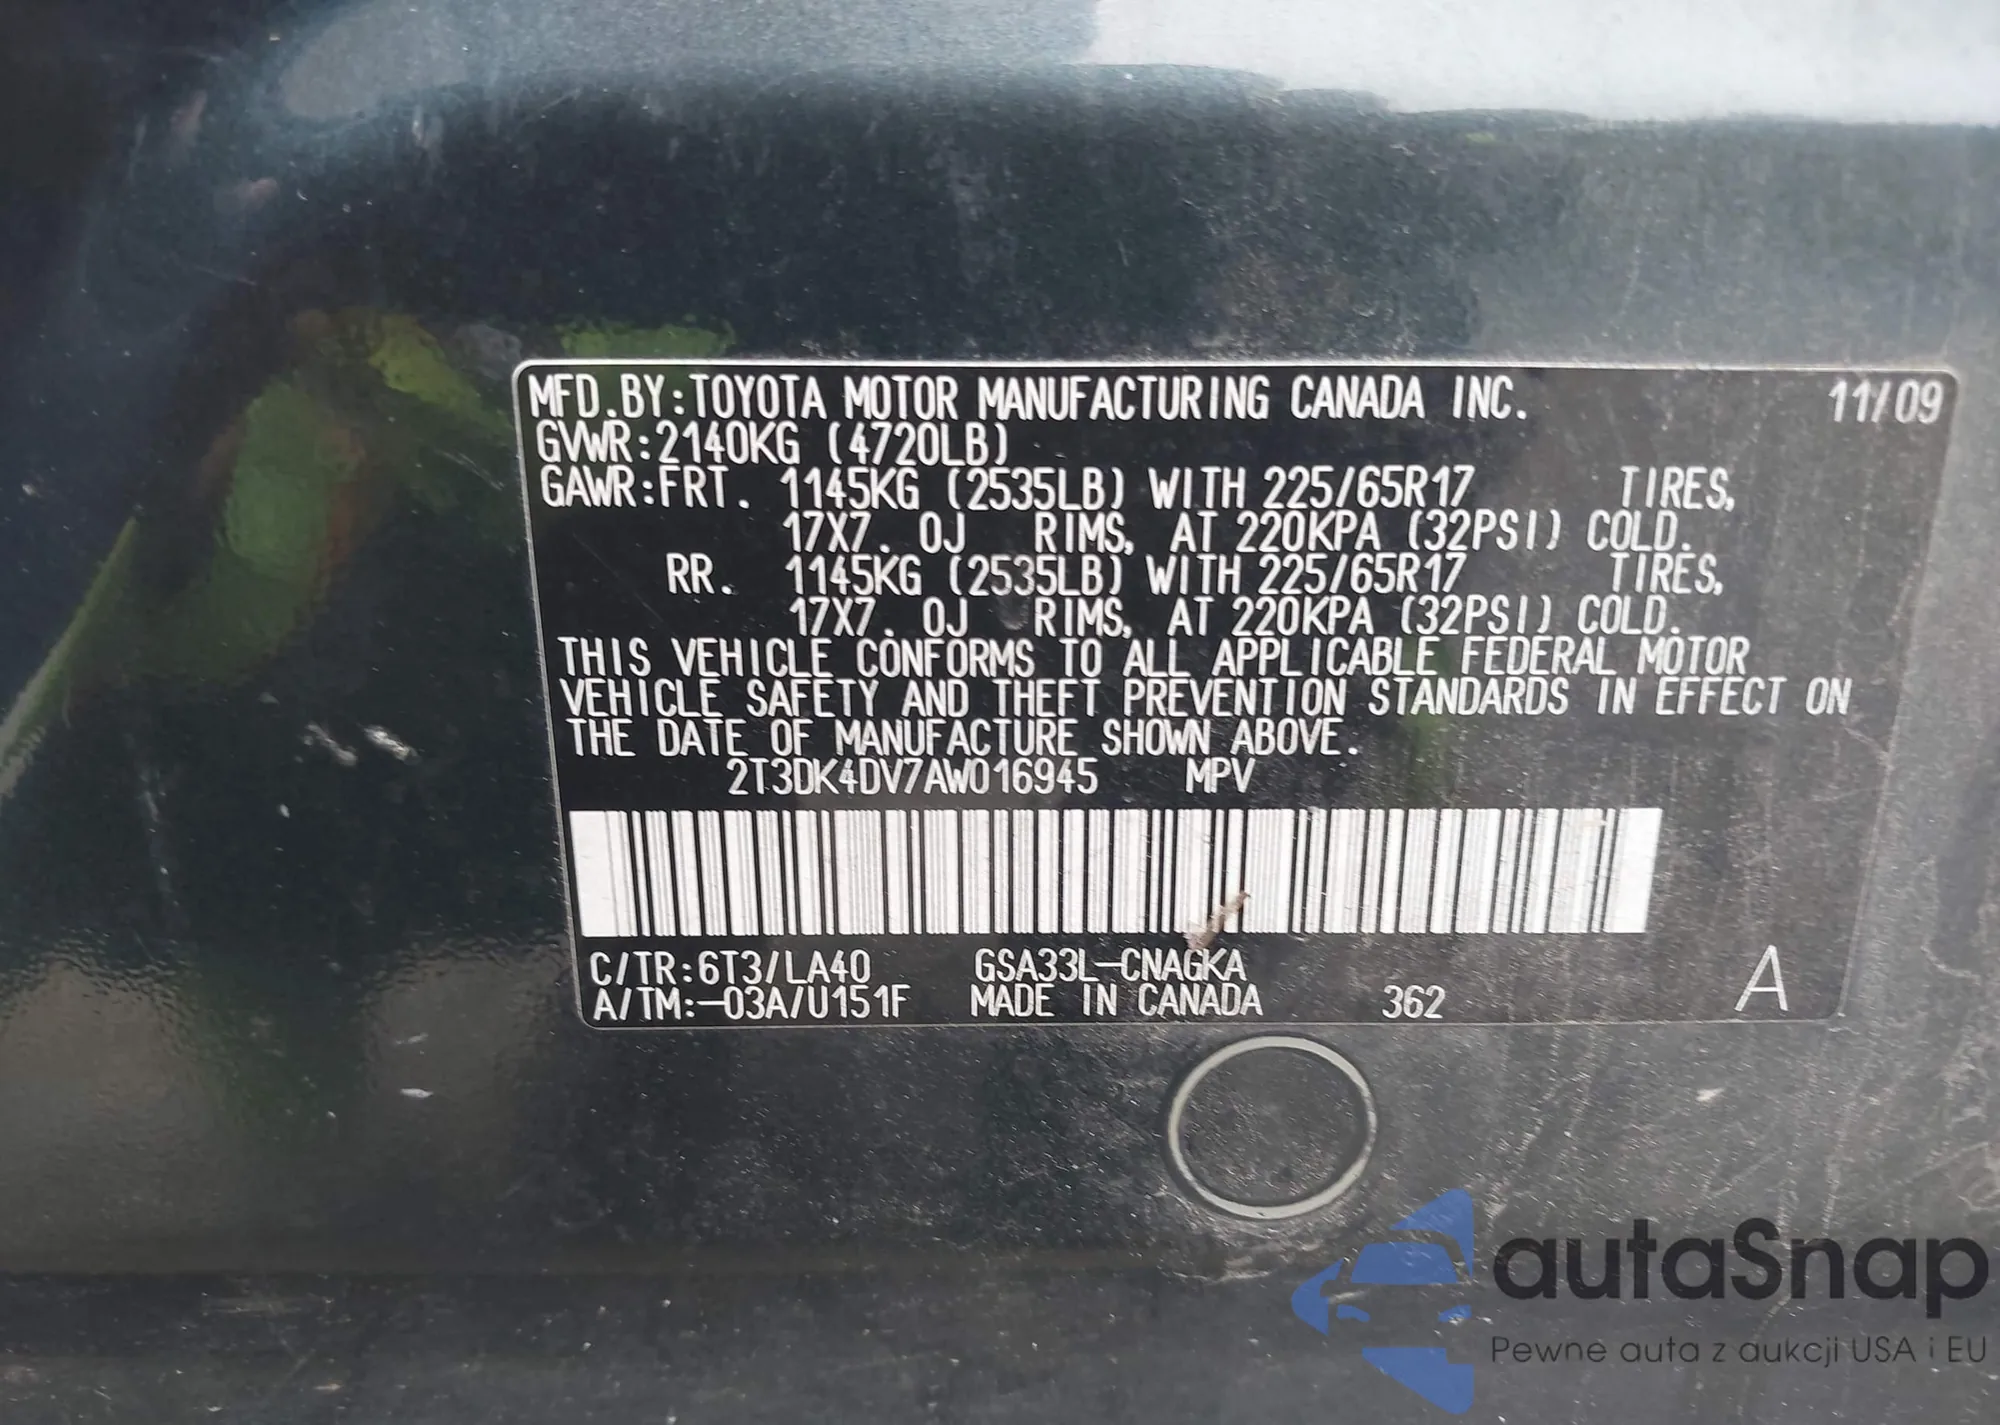 MFD.BY:TOYOTA MOTOR MANUFACTURING CANADA INC. 11/09
GVWR:2140KG (4720LB)
GAWR:FRT. 1145KG (2535LB) WITH 225/65R17 TIRES,
17X7. 0J RIMS, AT 220KPA (32PSI) COLD.
RR. 1145KG (2535LB) WITH 225/65R17 TIRES,
17X7. 0J RIMS, AT 220KPA (32PSI) COLD.
THIS VEHICLE CONFORMS TO ALL APPLICABLE FEDERAL MOTOR
VEHICLE SAFETY AND THEFT PREVENTION STANDARDS IN EFFECT ON
THE DATE OF MANUFACTURE SHOWN ABOVE.
2T3DK4DV7AW016945 MPV
C/TR:6T3/LA40 GSA33L-CNAGKA A
A/TM:-03A/U151F MADE IN CANADA 362
autaSnap
Pewne auta z aukcji USA i EU